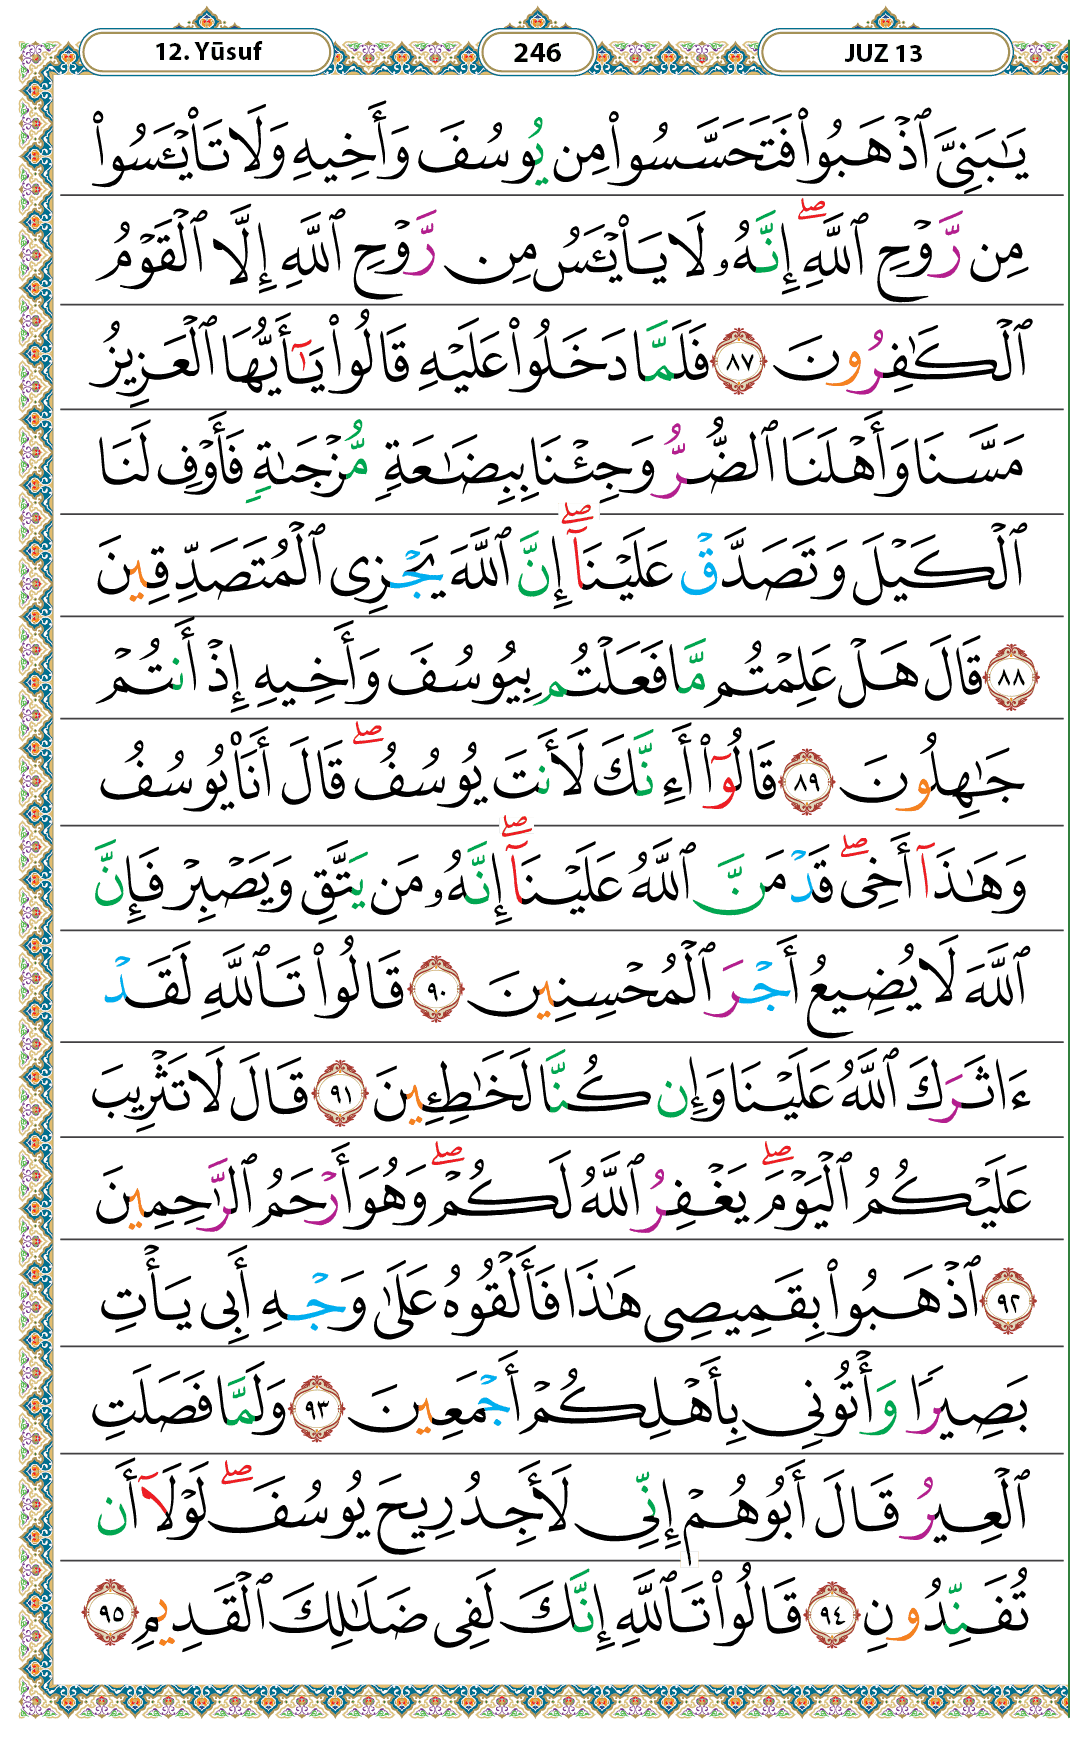 12. Yūsuf 246 JUZ 13
يَـٰبَنِىَّ ٱذْهَبُوا۟ فَتَحَسَّسُوا۟ مِن يُوسُفَ وَأَخِيهِ وَلَا تَا۟يْـَٔسُوا۟
مِن رَّوْحِ ٱللَّهِ ۖ إِنَّهُۥ لَا يَا۟يْـَٔسُ مِن رَّوْحِ ٱللَّهِ إِلَّا ٱلْقَوْمُ
ٱلْكَـٰفِرُونَ ٨٧ فَلَمَّا دَخَلُوا۟ عَلَيْهِ قَالُوا۟ يَـٰٓأَيُّهَا ٱلْعَزِيزُ
مَسَّنَا وَأَهْلَنَا ٱلضُّرُّ وَجِئْنَا بِبِضَـٰعَةٍ مُّزْجَىٰةٍ فَأَوْفِ لَنَا
ٱلْكَيْلَ وَتَصَدَّقْ عَلَيْنَآ ۖ إِنَّ ٱللَّهَ يَجْزِى ٱلْمُتَصَدِّقِينَ
٨٨ قَالَ هَلْ عَلِمْتُم مَّا فَعَلْتُم بِيُوسُفَ وَأَخِيهِ إِذْ أَنتُمْ
جَـٰهِلُونَ ٨٩ قَالُوٓا۟ أَءِنَّكَ لَأَنتَ يُوسُفُ ۖ قَالَ أَنَا۠ يُوسُفُ
وَهَـٰذَآ أَخِى ۖ قَدْ مَنَّ ٱللَّهُ عَلَيْنَآ ۖ إِنَّهُۥ مَن يَتَّقِ وَيَصْبِرْ فَإِنَّ
ٱللَّهَ لَا يُضِيعُ أَجْرَ ٱلْمُحْسِنِينَ ٩٠ قَالُوا۟ تَٱللَّهِ لَقَدْ
ءَاثَرَكَ ٱللَّهُ عَلَيْنَا وَإِن كُنَّا لَخَـٰطِـِٔينَ ٩١ قَالَ لَا تَثْرِيبَ
عَلَيْكُمُ ٱلْيَوْمَ ۖ يَغْفِرُ ٱللَّهُ لَكُمْ ۖ وَهُوَ أَرْحَمُ ٱلرَّٰحِمِينَ
٩٢ ٱذْهَبُوا۟ بِقَمِيصِى هَـٰذَا فَأَلْقُوهُ عَلَىٰ وَجْهِ أَبِى يَأْتِ
بَصِيرًا وَأْتُونِى بِأَهْلِكُمْ أَجْمَعِينَ ٩٣ وَلَمَّا فَصَلَتِ
ٱلْعِيرُ قَالَ أَبُوهُمْ إِنِّى لَأَجِدُ رِيحَ يُوسُفَ ۖ لَوْلَآ أَن
تُفَنِّدُونِ ٩٤ قَالُوا۟ تَٱللَّهِ إِنَّكَ لَفِى ضَلَـٰلِكَ ٱلْقَدِيمِ ٩٥